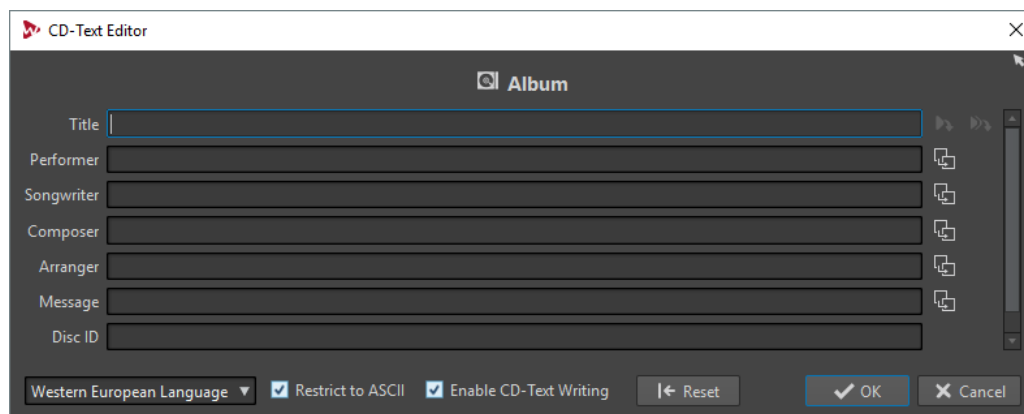 CD-Text Editor
Album
Title
Performer
Songwriter
Composer
Arranger
Message
Disc ID
Western European Language Restrict to ASCII Enable CD-Text Writing Reset OK Cancel